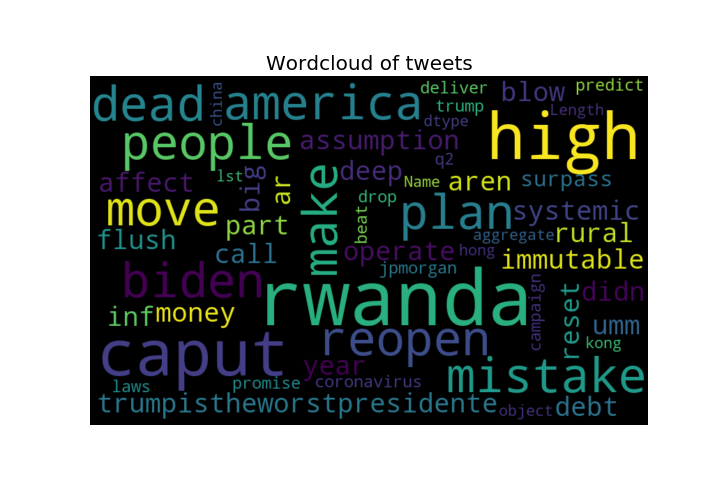 Wordcloud of tweets
dead
china
america
deliver
trump
blow
predict
Length
dtype
high
people
assumption
q2
affect
lst
big
ar
make
deep
Name
aren
surpass
move
part
drop
beat
plan
systemic
flush
call
operate
aggregate
rural
hong
immutable
jpmorgan
biden
rwanda
campaign
reset
didn
inf
money
umm
kong
caput
reopen
year
mistake
laws
promise
coronavirus
trumpistheworstpresidente
object
debt